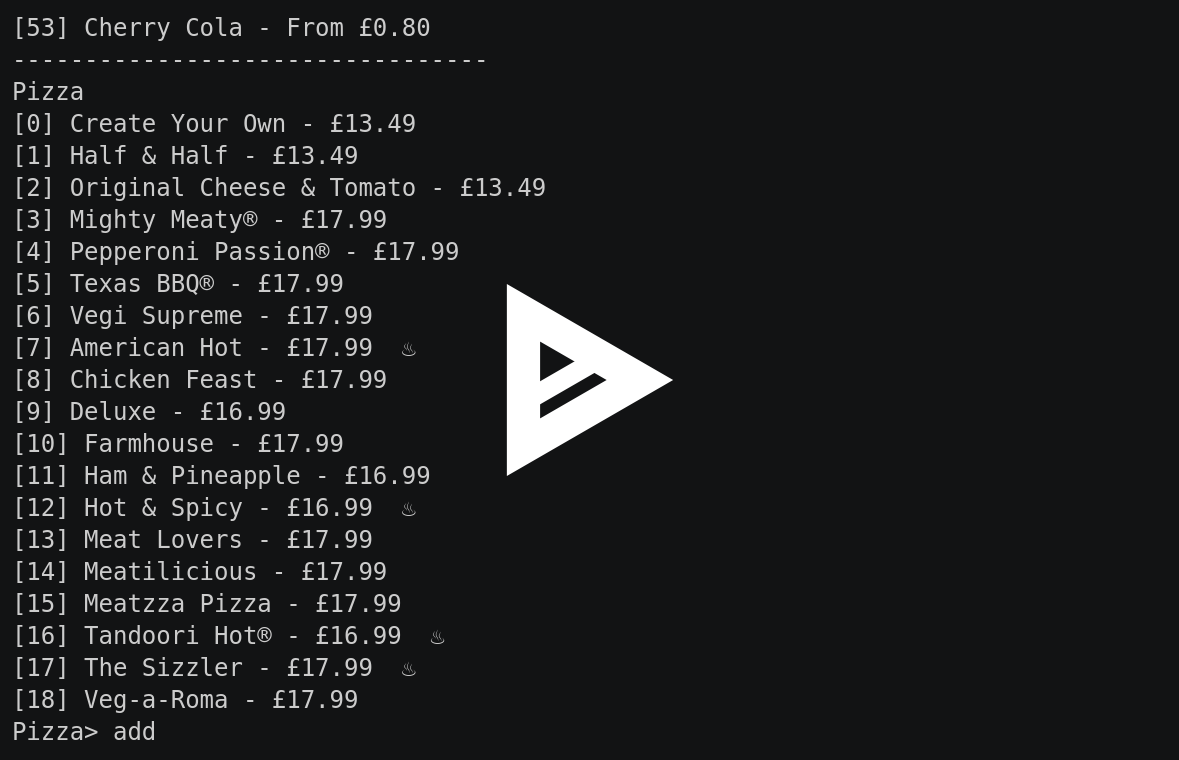 [53] Cherry Cola - From £0.80
---------------------------------
Pizza
[0] Create Your Own - £13.49
[1] Half & Half - £13.49
[2] Original Cheese & Tomato - £13.49
[3] Mighty Meaty® - £17.99
[4] Pepperoni Passion® - £17.99
[5] Texas BBQ® - £17.99
[6] Vegi Supreme - £17.99
[7] American Hot - £17.99  ♨
[8] Chicken Feast - £17.99
[9] Deluxe - £16.99
[10] Farmhouse - £17.99
[11] Ham & Pineapple - £16.99
[12] Hot & Spicy - £16.99  ♨
[13] Meat Lovers - £17.99
[14] Meatilicious - £17.99
[15] Meatzza Pizza - £17.99
[16] Tandoori Hot® - £16.99  ♨
[17] The Sizzler - £17.99  ♨
[18] Veg-a-Roma - £17.99
Pizza> add